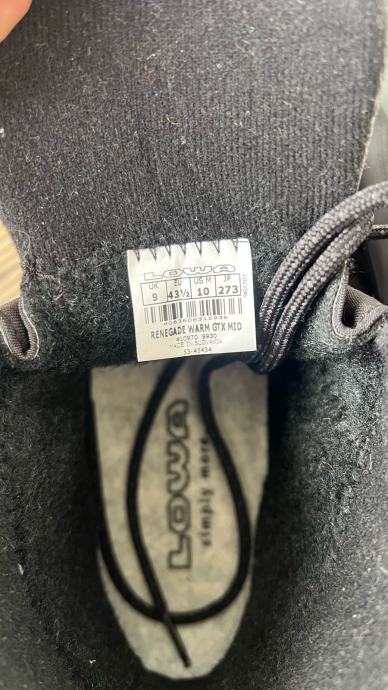 LOWA
UK EU US M JP
9 43½ 10 273
RENEGADE WARM GTX MID
410970 9930
MADE IN SLOVAKIA
53-45434
LOWA
simply more